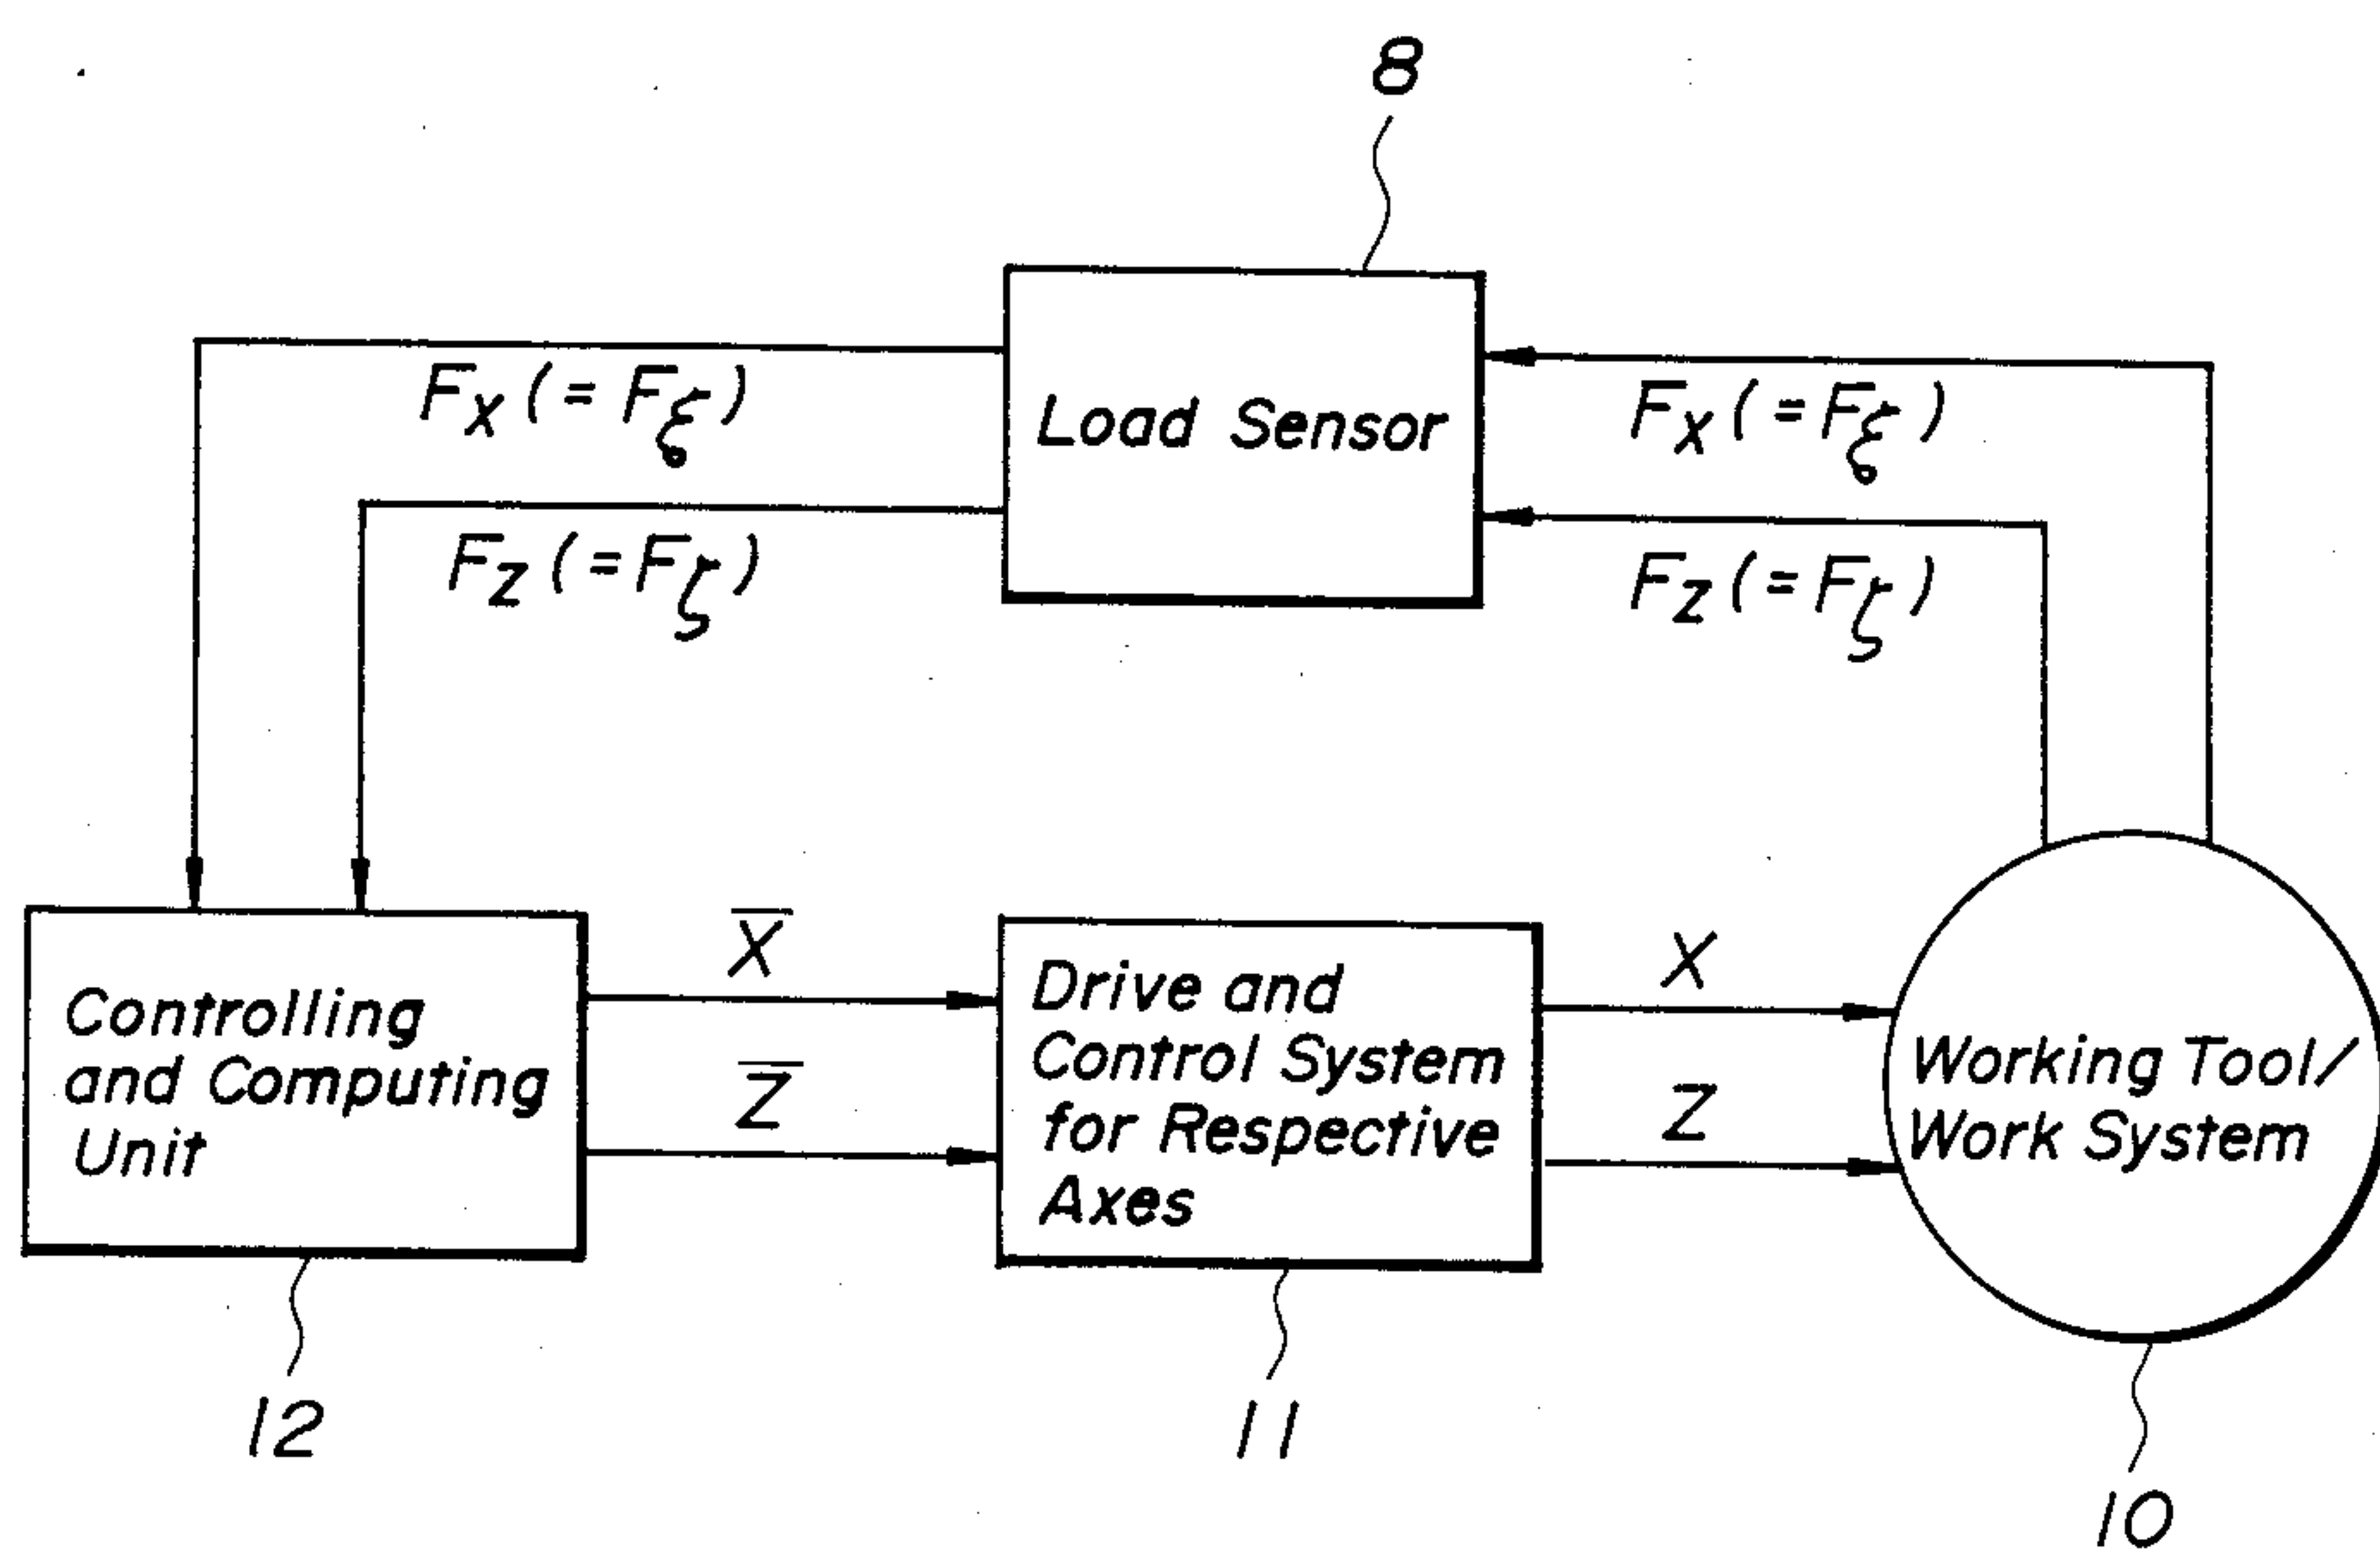 8
Load Sensor
Fx (= Fξ)
Fz (= Fζ)
Fx (= Fξ)
Fz (= Fζ)
Controlling
and Computing
Unit
X̅
Z̅
Drive and
Control System
for Respective
Axes
X
Z
Working Tool/
Work System
12
11
10